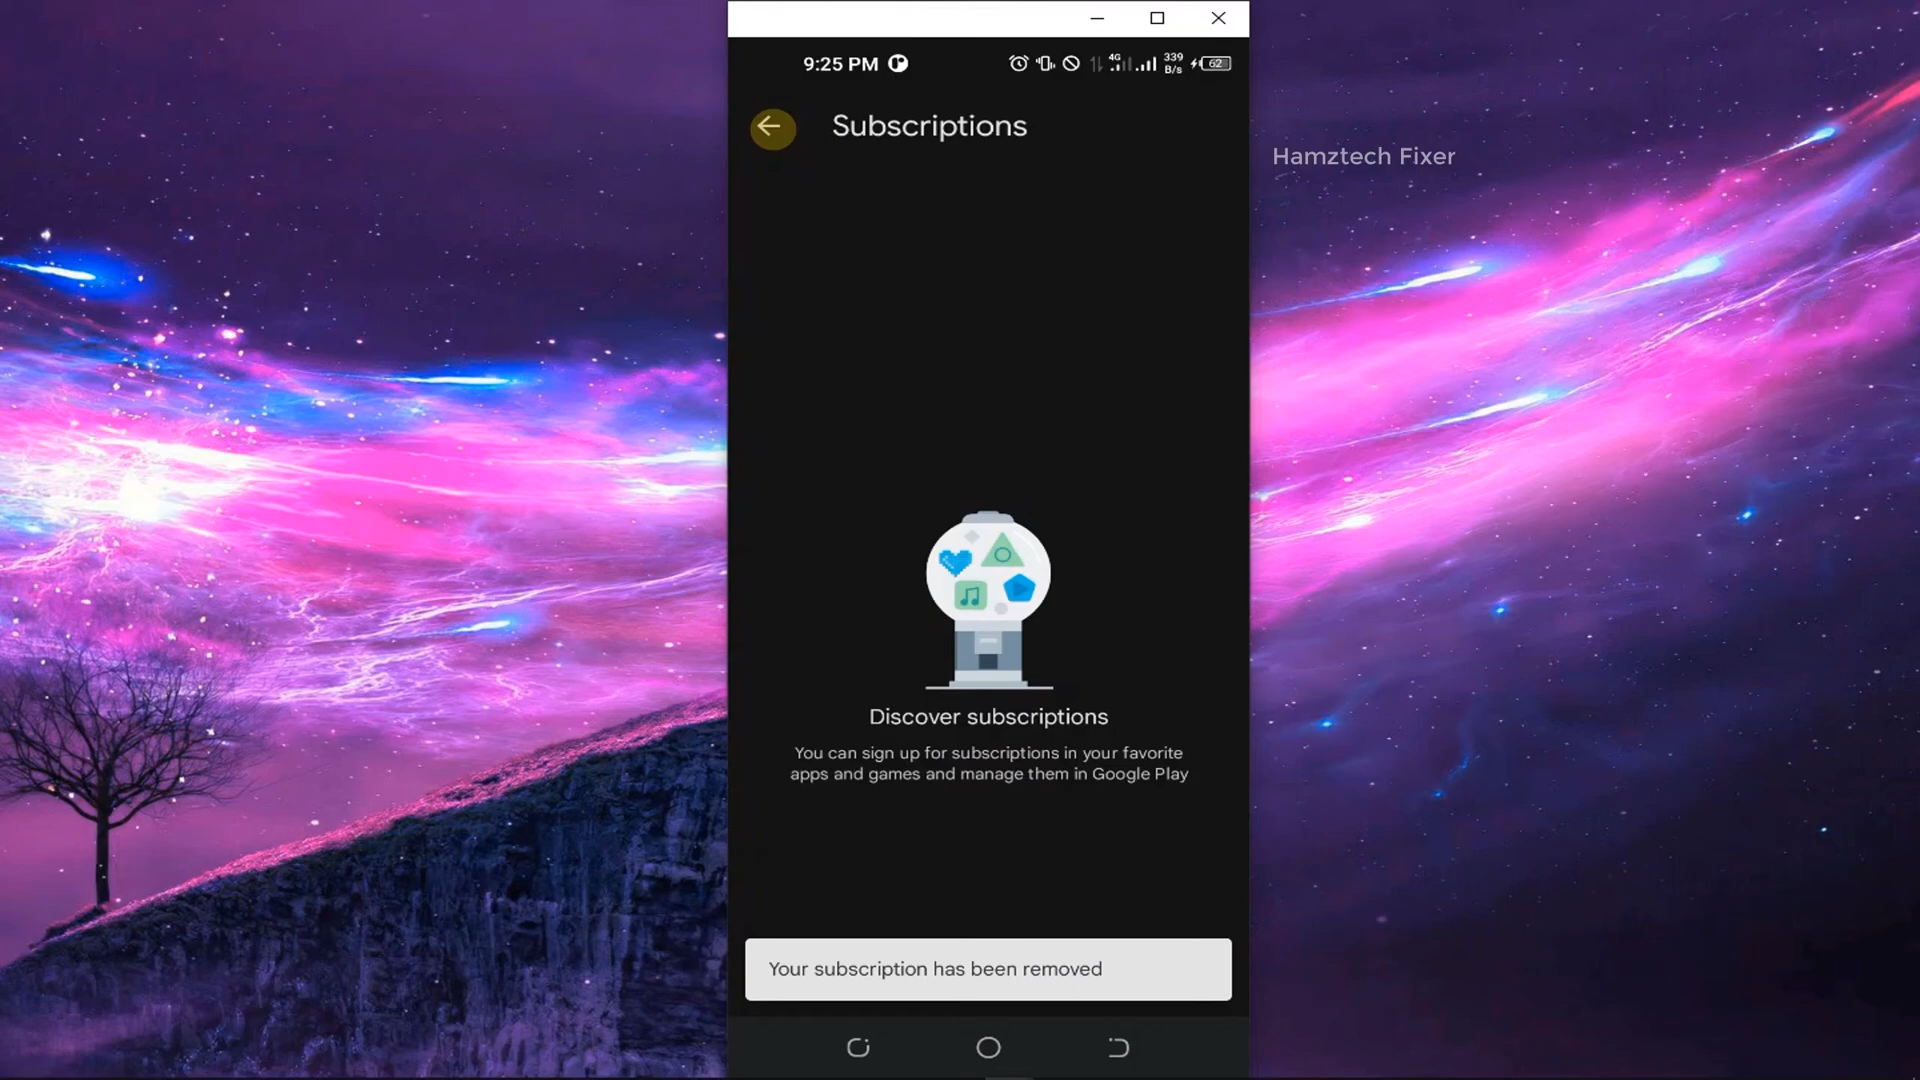 9:25 PM
4G
339
B/s
62
Subscriptions
Hamztech Fixer
Discover subscriptions
You can sign up for subscriptions in your favorite
apps and games and manage them in Google Play
Your subscription has been removed